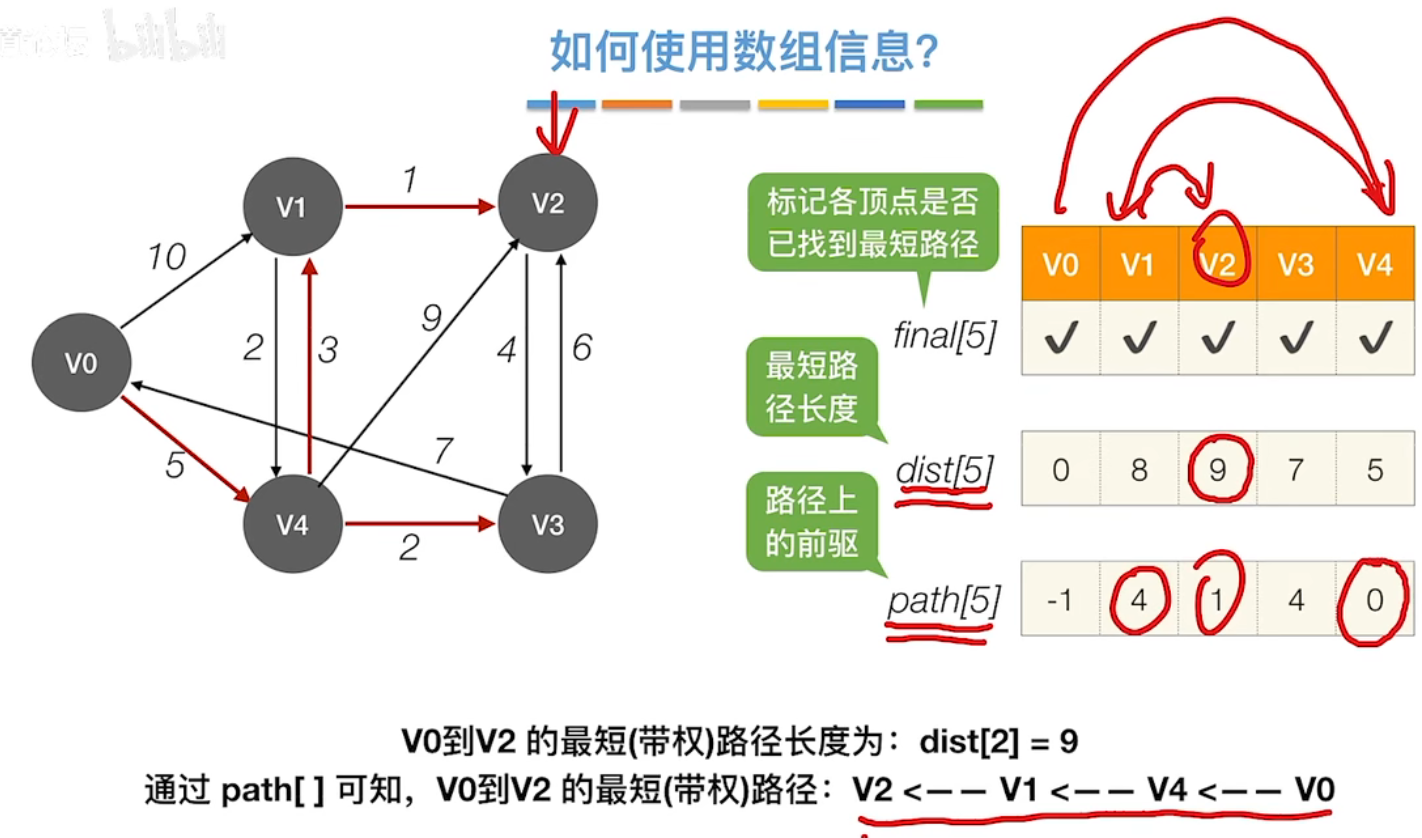 bilibili
如何使用数组信息？
V1
1
V2
10
2
3
9
4
6
V0
5
7
V4
2
V3
标记各顶点是否
已找到最短路径
V0 V1 V2 V3 V4
final[5] ✓ ✓ ✓ ✓ ✓
最短路
径长度
dist[5] 0 8 9 7 5
路径上
的前驱
path[5] -1 4 1 4 0
V0到V2 的最短(带权)路径长度为：dist[2] = 9
通过 path[ ] 可知，V0到V2 的最短(带权)路径：V2 <—— V1 <—— V4 <—— V0